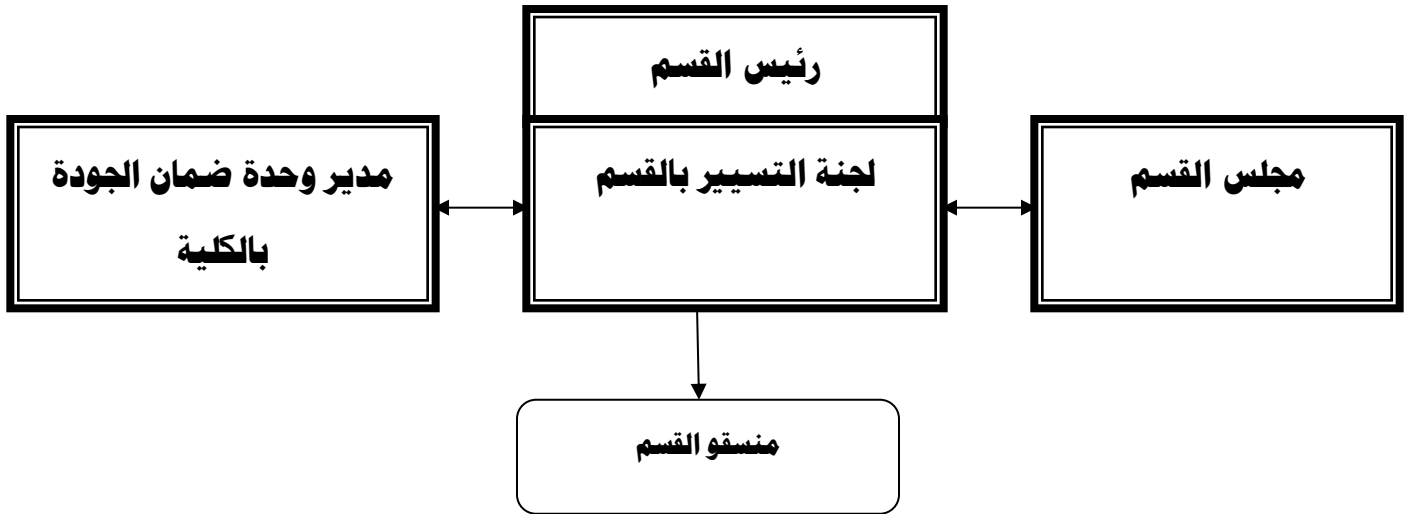 رئيس القسم
مجلس القسم
لجنة التسيير بالقسم
مدير وحدة ضمان الجودة
بالكلية
منسقو القسم